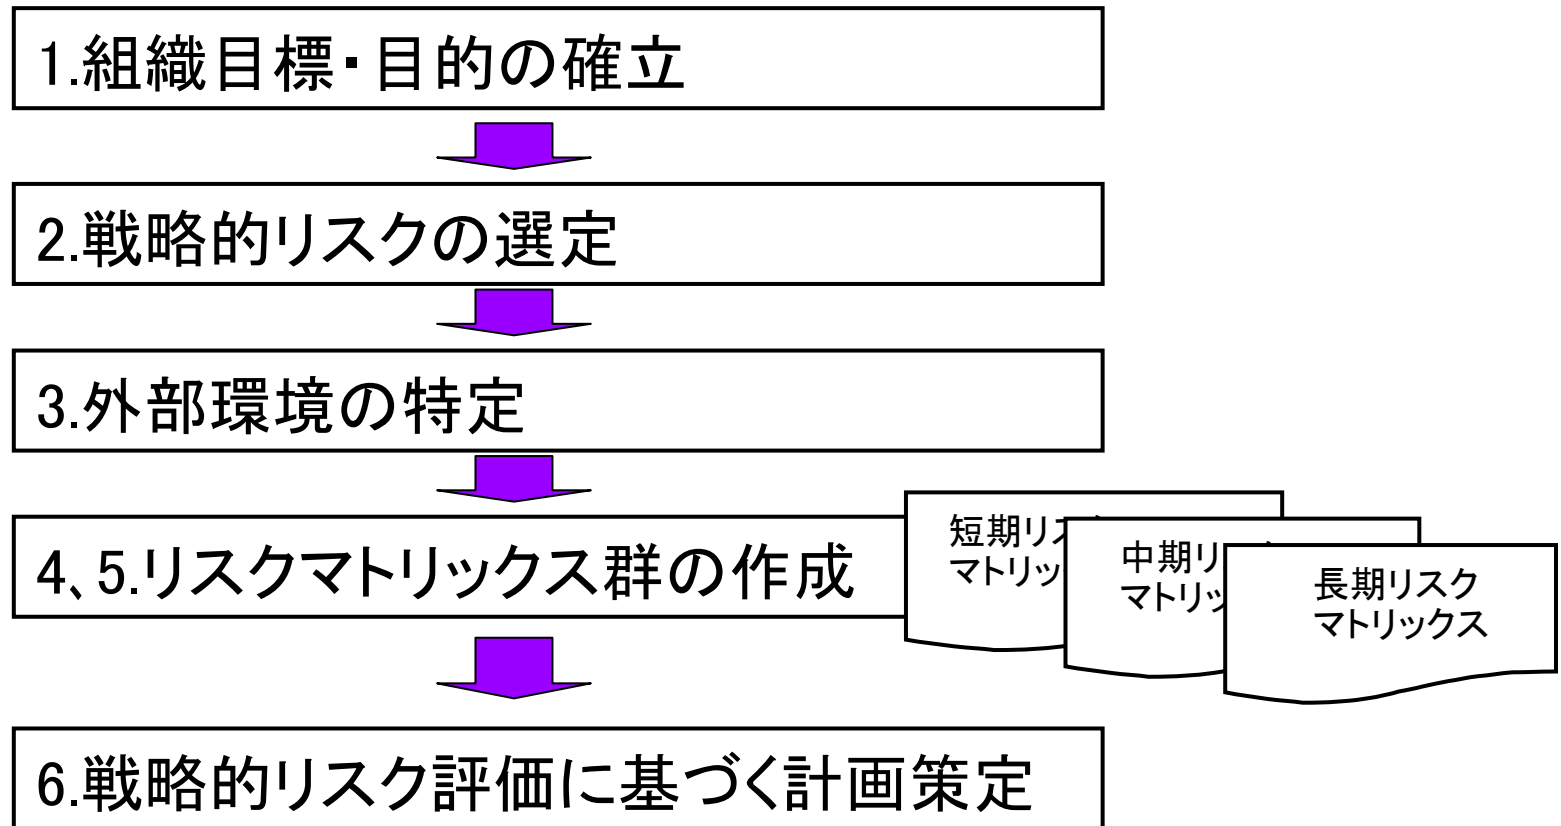 1.組織目標・目的の確立
2.戦略的リスクの選定
3.外部環境の特定
4、5.リスクマトリックス群の作成
短期リス
マトリッ
中期リ
マトリッ
長期リスク
マトリックス
6.戦略的リスク評価に基づく計画策定